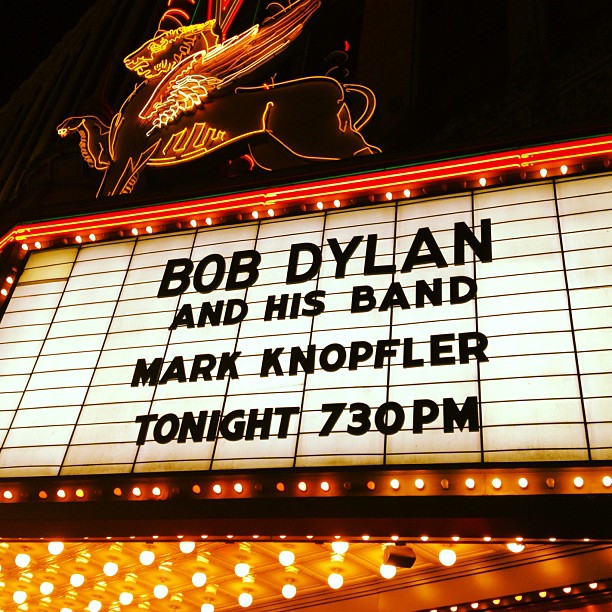 BOB DYLAN
AND HIS BAND
MARK KNOPFLER
TONIGHT 730PM